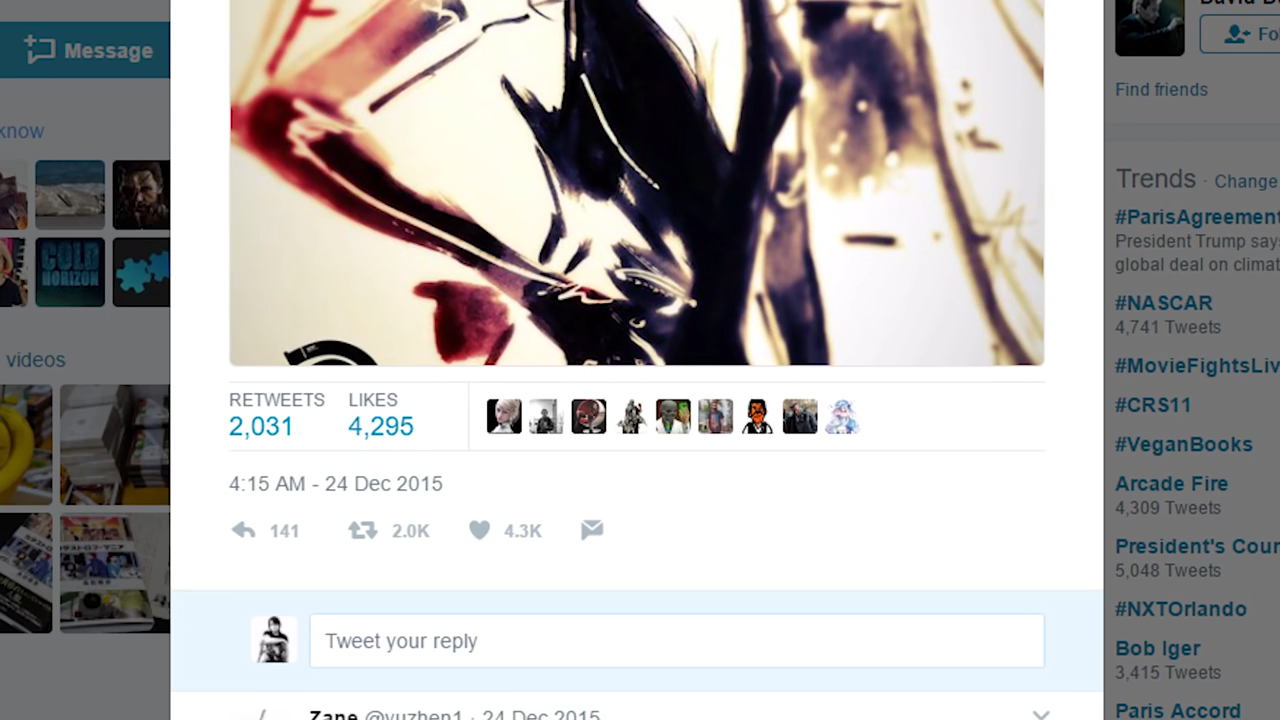 Message
know
COLD
HORIZON
videos
RETWEETS
LIKES
2,031
4,295
4:15 AM - 24 Dec 2015
141
2.0K
4.3K
Tweet your reply
Zane @yuzhen1 · 24 Dec 2015
Find friends
Trends · Change
#ParisAgreement
President Trump say
global deal on climat
#NASCAR
4,741 Tweets
#MovieFightsLiv
#CRS11
#VeganBooks
Arcade Fire
4,309 Tweets
President's Cou
5,048 Tweets
#NXTOrlando
Bob Iger
3,415 Tweets
Paris Accord